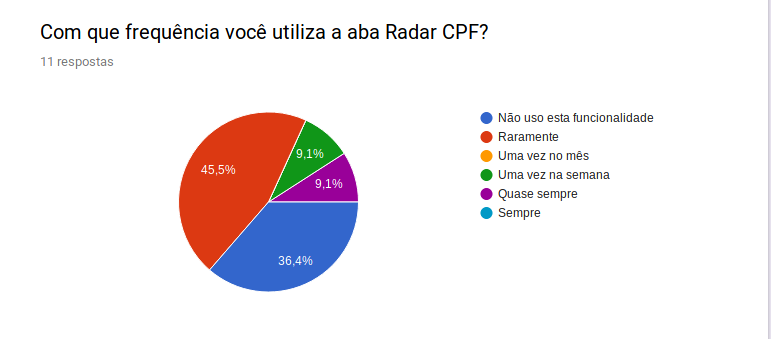 Com que frequência você utiliza a aba Radar CPF?
11 respostas
45,5%
9,1%
9,1%
36,4%
Não uso esta funcionalidade
Raramente
Uma vez no mês
Uma vez na semana
Quase sempre
Sempre